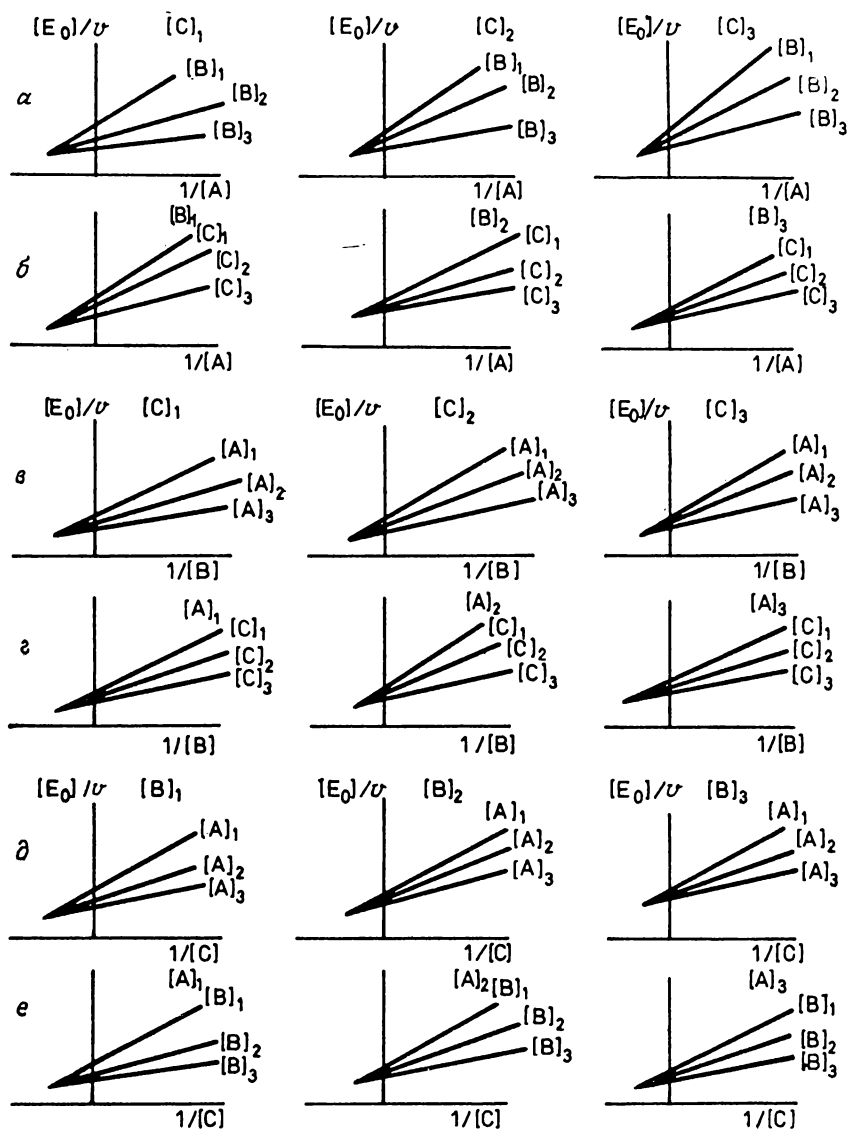 [E₀]/v [C]₁ [E₀]/v [C]₂ [E₀]/v [C]₃
а [B]₁ [B]₂ [B]₃ [B]₁ [B]₂ [B]₃ [B]₁ [B]₂ [B]₃
1/[A] 1/[A] 1/[A]
[B]₁ [B]₂ [B]₃
б [C]₁ [C]₂ [C]₃ [C]₁ [C]₂ [C]₃ [C]₁ [C]₂ [C]₃
1/[A] 1/[A] 1/[A]
[E₀]/v [C]₁ [E₀]/v [C]₂ [E₀]/v [C]₃
в [A]₁ [A]₂ [A]₃ [A]₁ [A]₂ [A]₃ [A]₁ [A]₂ [A]₃
1/[B] 1/[B] 1/[B]
[A]₁ [A]₂ [A]₃
г [C]₁ [C]₂ [C]₃ [C]₁ [C]₂ [C]₃ [C]₁ [C]₂ [C]₃
1/[B] 1/[B] 1/[B]
[E₀]/v [B]₁ [E₀]/v [B]₂ [E₀]/v [B]₃
д [A]₁ [A]₂ [A]₃ [A]₁ [A]₂ [A]₃ [A]₁ [A]₂ [A]₃
1/[C] 1/[C] 1/[C]
[A]₁ [A]₂ [A]₃
е [B]₁ [B]₂ [B]₃ [B]₁ [B]₂ [B]₃ [B]₁ [B]₂ [B]₃
1/[C] 1/[C] 1/[C]